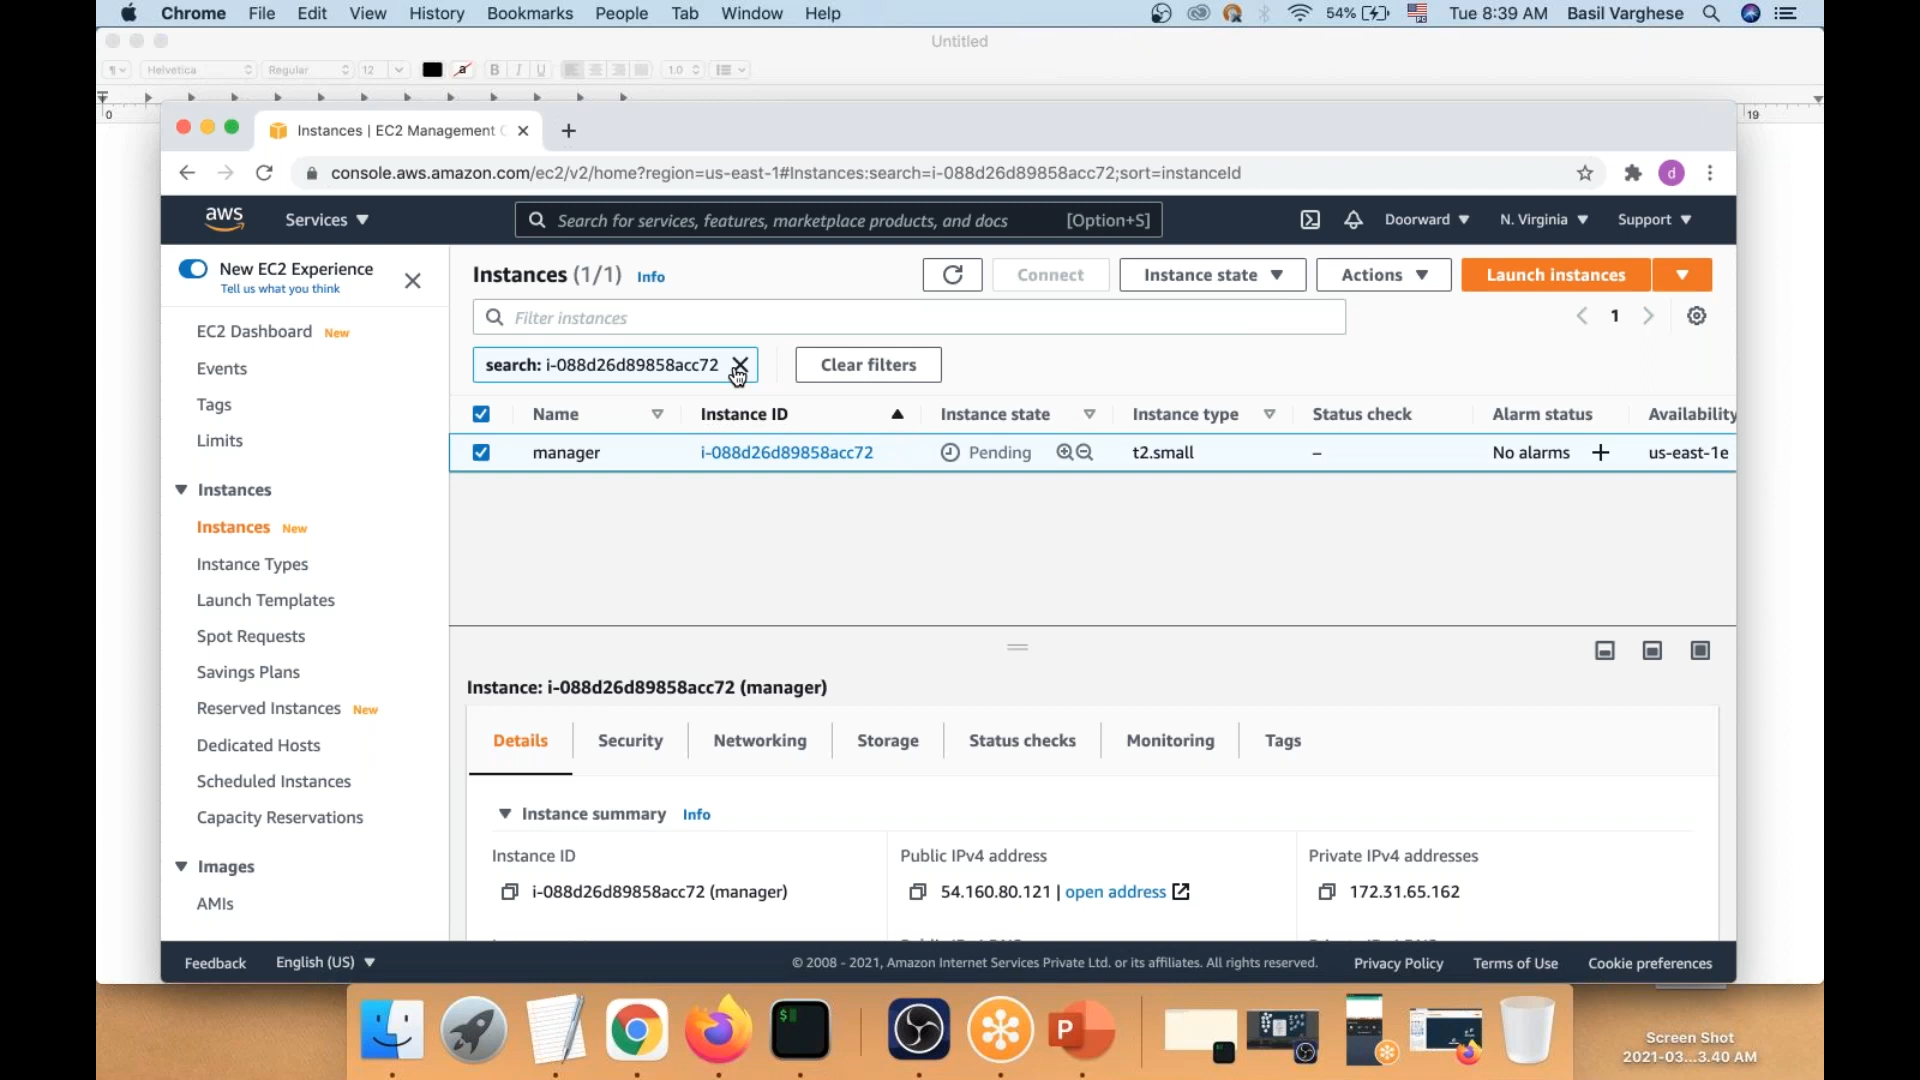 Chrome File Edit View History Bookmarks People Tab Window Help 54% Tue 8:39 AM Basil Varghese
Untitled
Helvetica Regular 12 a B I U 1.0
0 19
Instances | EC2 Management C
console.aws.amazon.com/ec2/v2/home?region=us-east-1#Instances:search=i-088d26d89858acc72;sort=instanceId d
aws Services Search for services, features, marketplace products, and docs [Option+S] Doorward N. Virginia Support
New EC2 Experience
Tell us what you think
EC2 Dashboard New
Events
Tags
Limits
Instances
Instances New
Instance Types
Launch Templates
Spot Requests
Savings Plans
Reserved Instances New
Dedicated Hosts
Scheduled Instances
Capacity Reservations
Images
AMIs
Instances (1/1) Info Connect Instance state Actions Launch instances
Filter instances 1
search: i-088d26d89858acc72 Clear filters
Name Instance ID Instance state Instance type Status check Alarm status Availability
manager i-088d26d89858acc72 Pending t2.small – No alarms + us-east-1e
Instance: i-088d26d89858acc72 (manager)
Details Security Networking Storage Status checks Monitoring Tags
Instance summary Info
Instance ID Public IPv4 address Private IPv4 addresses
i-088d26d89858acc72 (manager) 54.160.80.121 | open address 172.31.65.162
Feedback English (US) © 2008 - 2021, Amazon Internet Services Private Ltd. or its affiliates. All rights reserved. Privacy Policy Terms of Use Cookie preferences
$ P
Screen Shot
2021-03...3.40 AM